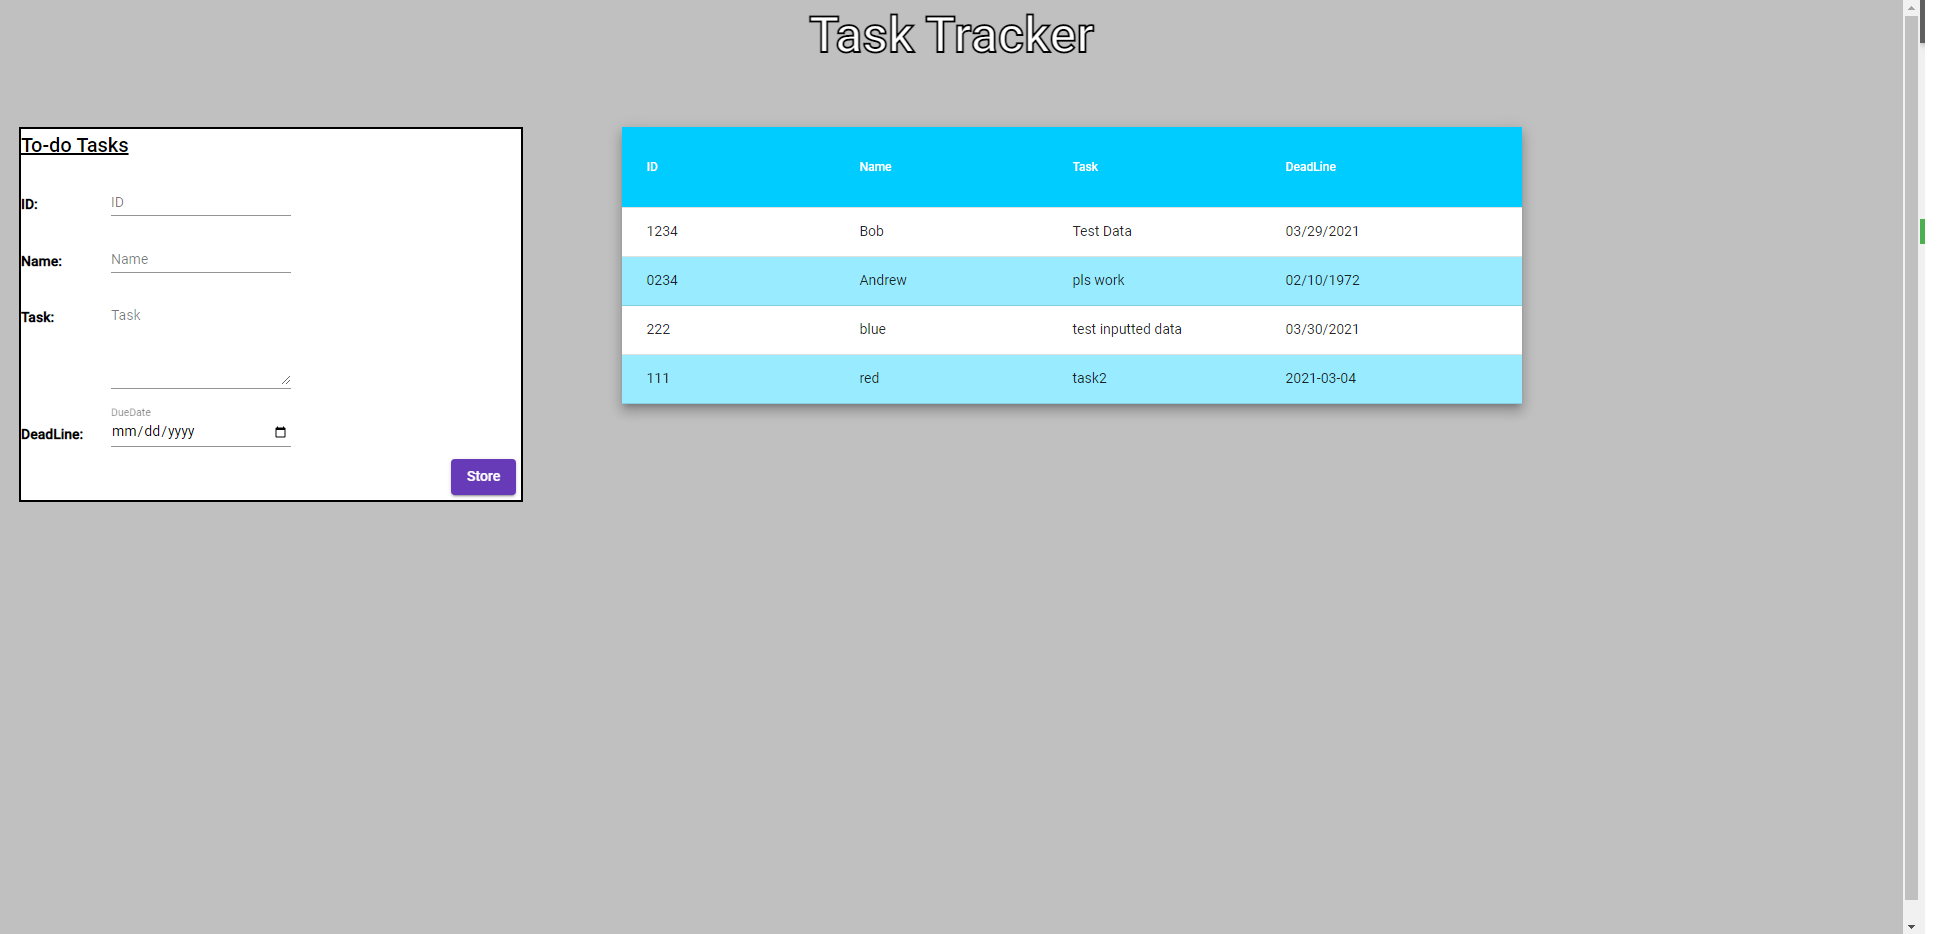 Task Tracker
To-do Tasks
ID: ID
Name: Name
Task: Task
DueDate
DeadLine: mm/dd/yyyy
Store
ID Name Task DeadLine
1234 Bob Test Data 03/29/2021
0234 Andrew pls work 02/10/1972
222 blue test inputted data 03/30/2021
111 red task2 2021-03-04